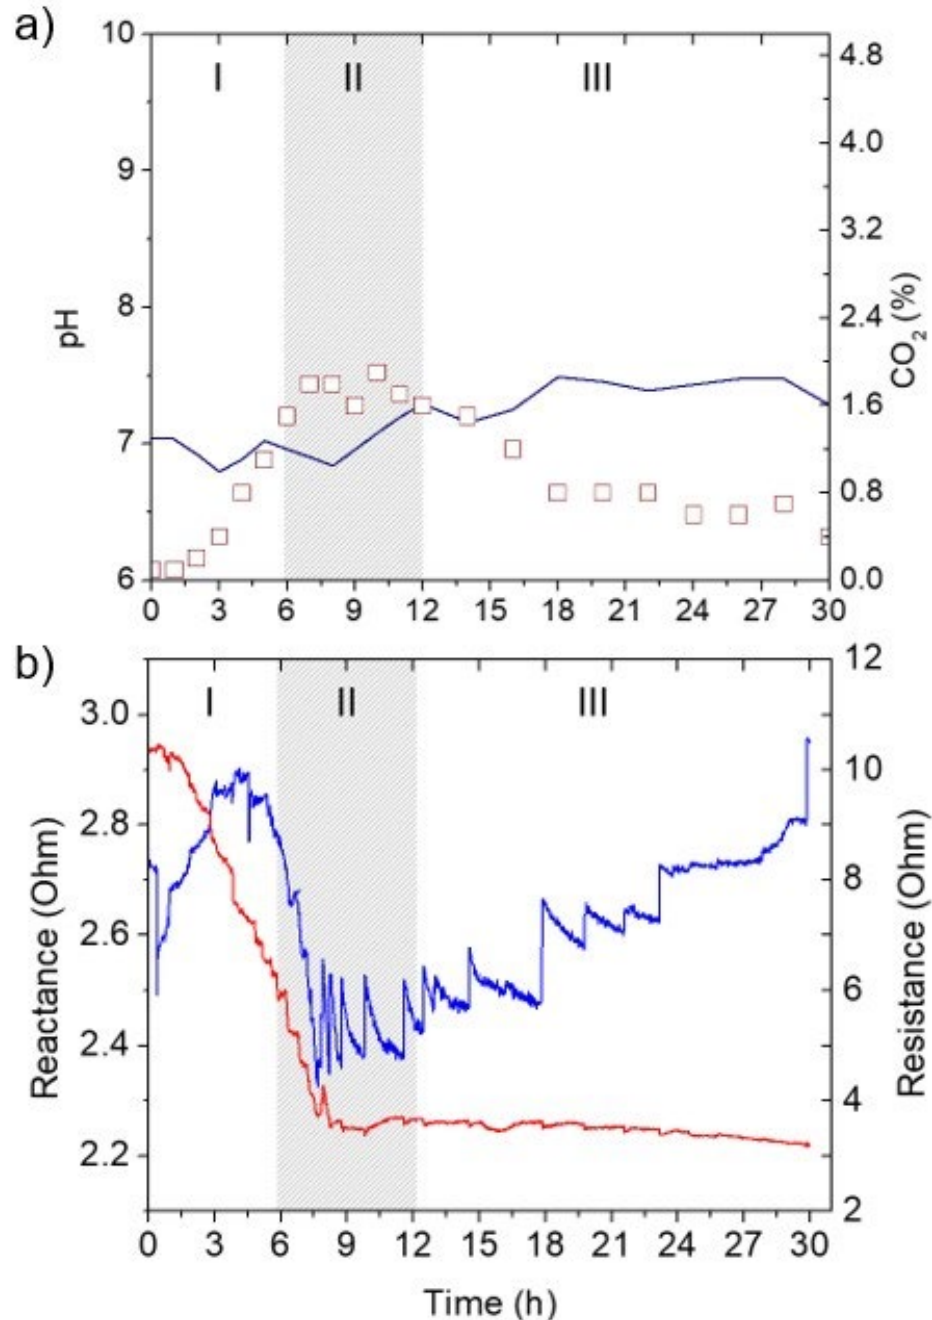 a)
I II III
10
9
8
7
6
pH
4.8
4.0
3.2
2.4
1.6
0.8
0.0
CO₂ (%)
0 3 6 9 12 15 18 21 24 27 30
b)
I II III
3.0
2.8
2.6
2.4
2.2
Reactance (Ohm)
12
10
8
6
4
2
Resistance (Ohm)
0 3 6 9 12 15 18 21 24 27 30
Time (h)